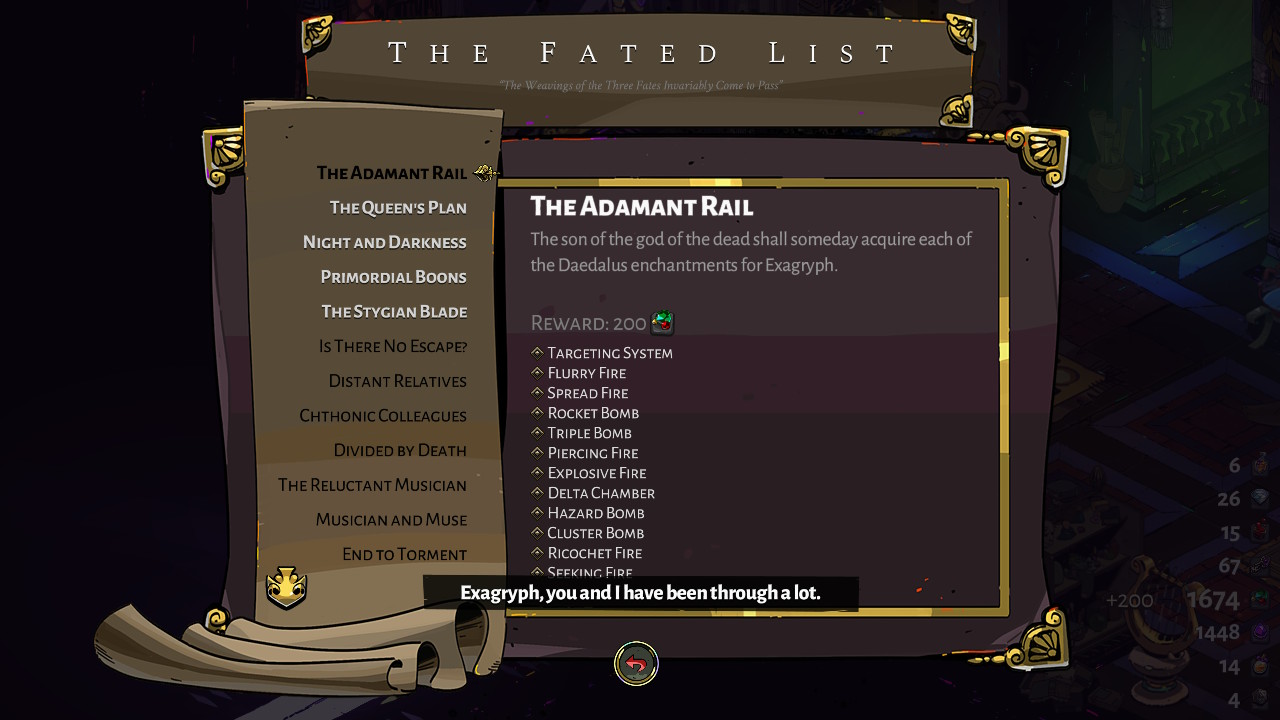 The Fated List
"The Weavings of the Three Fates Invariably Come to Pass"
The Adamant Rail
The Queen's Plan
Night and Darkness
Primordial Boons
The Stygian Blade
Is There No Escape?
Distant Relatives
Chthonic Colleagues
Divided by Death
The Reluctant Musician
Musician and Muse
End to Torment
The Adamant Rail
The son of the god of the dead shall someday acquire each of
the Daedalus enchantments for Exagryph.
Reward: 200
Targeting System
Flurry Fire
Spread Fire
Rocket Bomb
Triple Bomb
Piercing Fire
Explosive Fire
Delta Chamber
Hazard Bomb
Cluster Bomb
Ricochet Fire
Seeking Fire
Exagryph, you and I have been through a lot.
6
26
15
67
+200 1674
1448
14
4